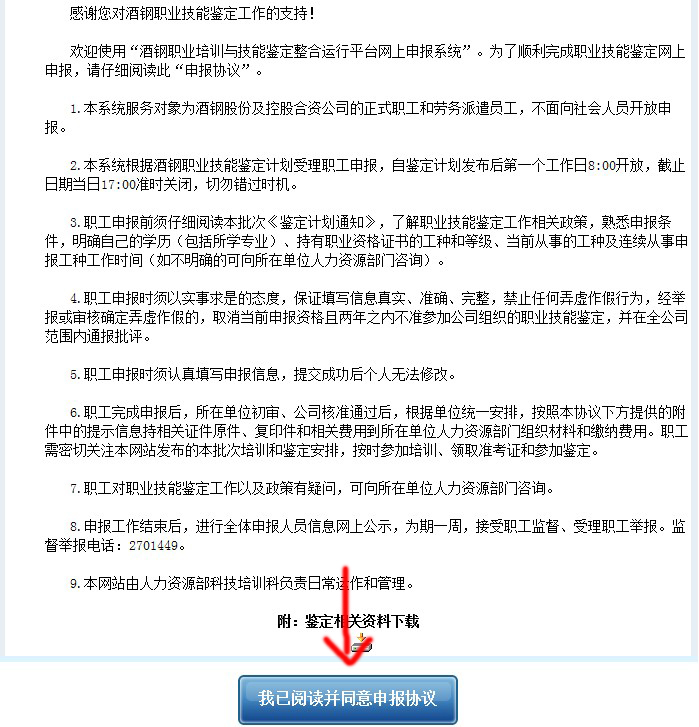 感谢您对酒钢职业技能鉴定工作的支持！
欢迎使用“酒钢职业培训与技能鉴定整合运行平台网上申报系统”。为了顺利完成职业技能鉴定网上
申报，请仔细阅读此“申报协议”。
1.本系统服务对象为酒钢股份及控股合资公司的正式职工和劳务派遣员工，不面向社会人员开放申
报。
2.本系统根据酒钢职业技能鉴定计划受理职工申报，自鉴定计划发布后第一个工作日8:00开放，截止
日期当日17:00准时关闭，切勿错过时机。
3.职工申报前须仔细阅读本批次《鉴定计划通知》，了解职业技能鉴定工作相关政策，熟悉申报条
件，明确自己的学历（包括所学专业）、持有职业资格证书的工种和等级、当前从事的工种及连续从事申
报工种工作时间（如不明确的可向所在单位人力资源部门咨询）。
4.职工申报时须以实事求是的态度，保证填写信息真实、准确、完整，禁止任何弄虚作假行为，经举
报或审核确定弄虚作假的，取消当前申报资格且两年之内不准参加公司组织的职业技能鉴定，并在全公司
范围内通报批评。
5.职工申报时须认真填写申报信息，提交成功后个人无法修改。
6.职工完成申报后，所在单位初审、公司核准通过后，根据单位统一安排，按照本协议下方提供的附
件中的提示信息持相关证件原件、复印件和相关费用到所在单位人力资源部门组织材料和缴纳费用。职工
需密切关注本网站发布的本批次培训和鉴定安排，按时参加培训、领取准考证和参加鉴定。
7.职工对职业技能鉴定工作以及政策有疑问，可向所在单位人力资源部门咨询。
8.申报工作结束后，进行全体申报人员信息网上公示，为期一周，接受职工监督、受理职工举报。监
督举报电话：2701449。
9.本网站由人力资源部科技培训科负责日常运作和管理。
附：鉴定相关资料下载
我已阅读并同意申报协议